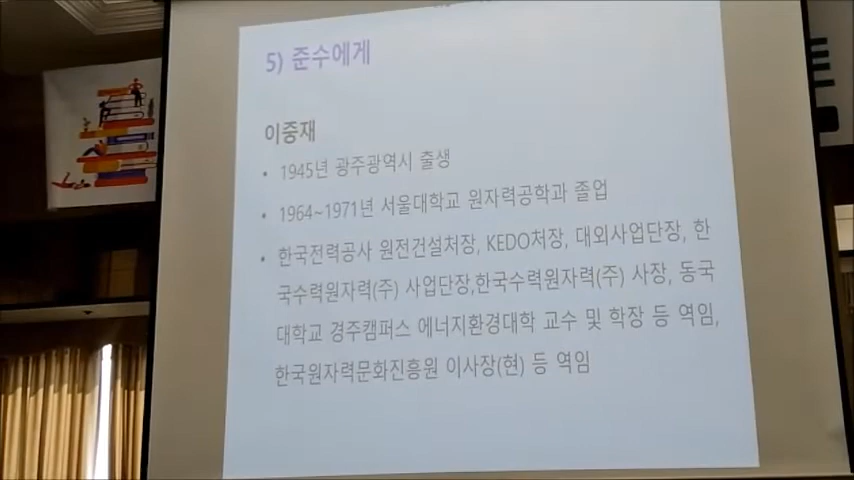 5) 준수에게
이중재
• 1945년 광주광역시 출생
• 1964~1971년 서울대학교 원자력공학과 졸업
• 한국전력공사 원전건설처장, KEDO처장, 대외사업단장, 한
국수력원자력(주) 사업단장,한국수력원자력(주) 사장, 동국
대학교 경주캠퍼스 에너지환경대학 교수 및 학장 등 역임,
한국원자력문화진흥원 이사장(현) 등 역임